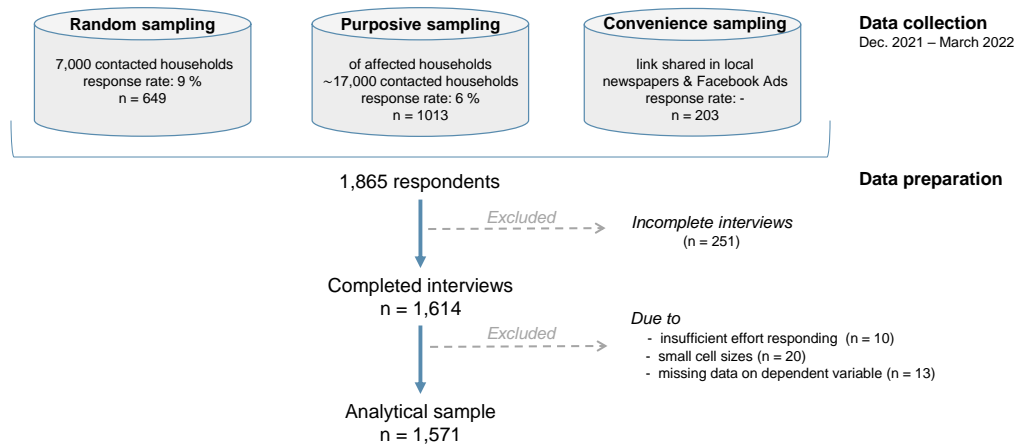 Random sampling
7,000 contacted households
response rate: 9 %
n = 649
Purposive sampling
of affected households
~17,000 contacted households
response rate: 6 %
n = 1013
Convenience sampling
link shared in local
newspapers & Facebook Ads
response rate: -
n = 203
Data collection
Dec. 2021 – March 2022
1,865 respondents
Data preparation
Excluded
Incomplete interviews
(n = 251)
Completed interviews
n = 1,614
Excluded
Due to
- insufficient effort responding (n = 10)
- small cell sizes (n = 20)
- missing data on dependent variable (n = 13)
Analytical sample
n = 1,571